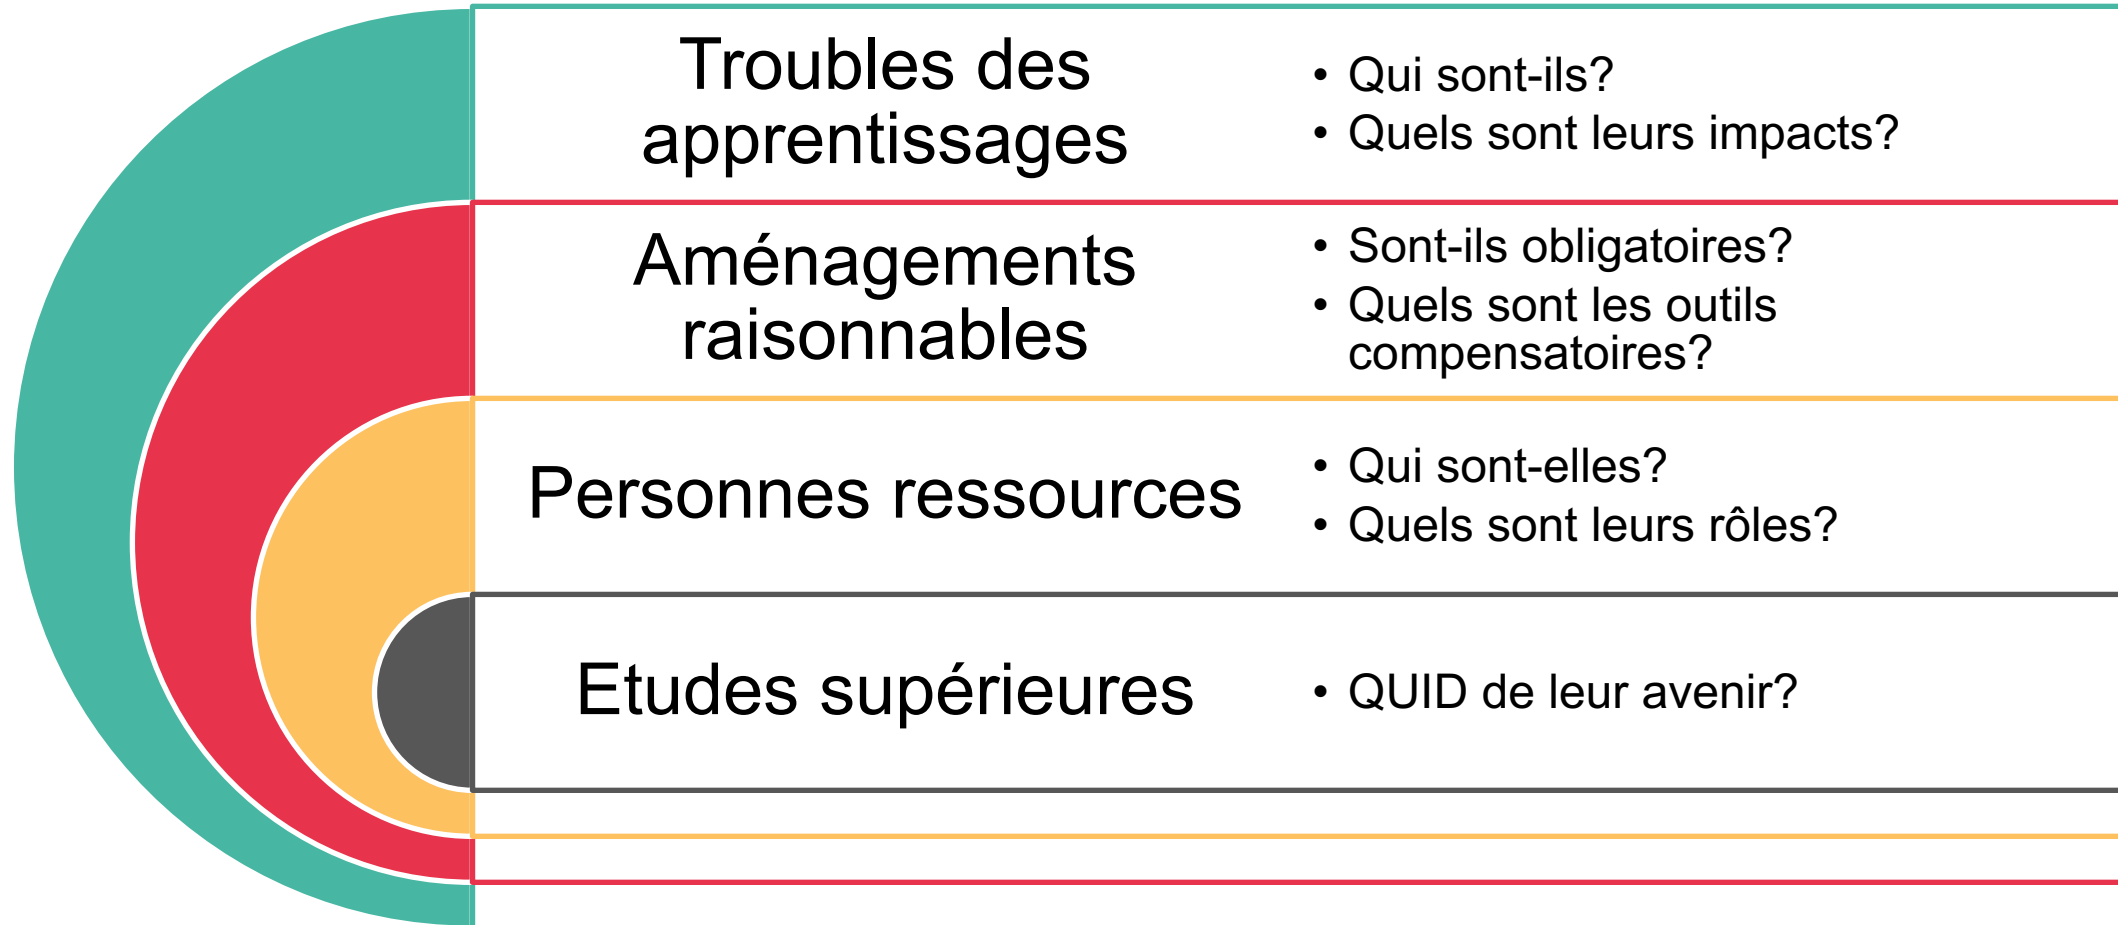 Troubles des
apprentissages
• Qui sont-ils?
• Quels sont leurs impacts?
Aménagements
raisonnables
• Sont-ils obligatoires?
• Quels sont les outils
compensatoires?
Personnes ressources
• Qui sont-elles?
• Quels sont leurs rôles?
Etudes supérieures
• QUID de leur avenir?